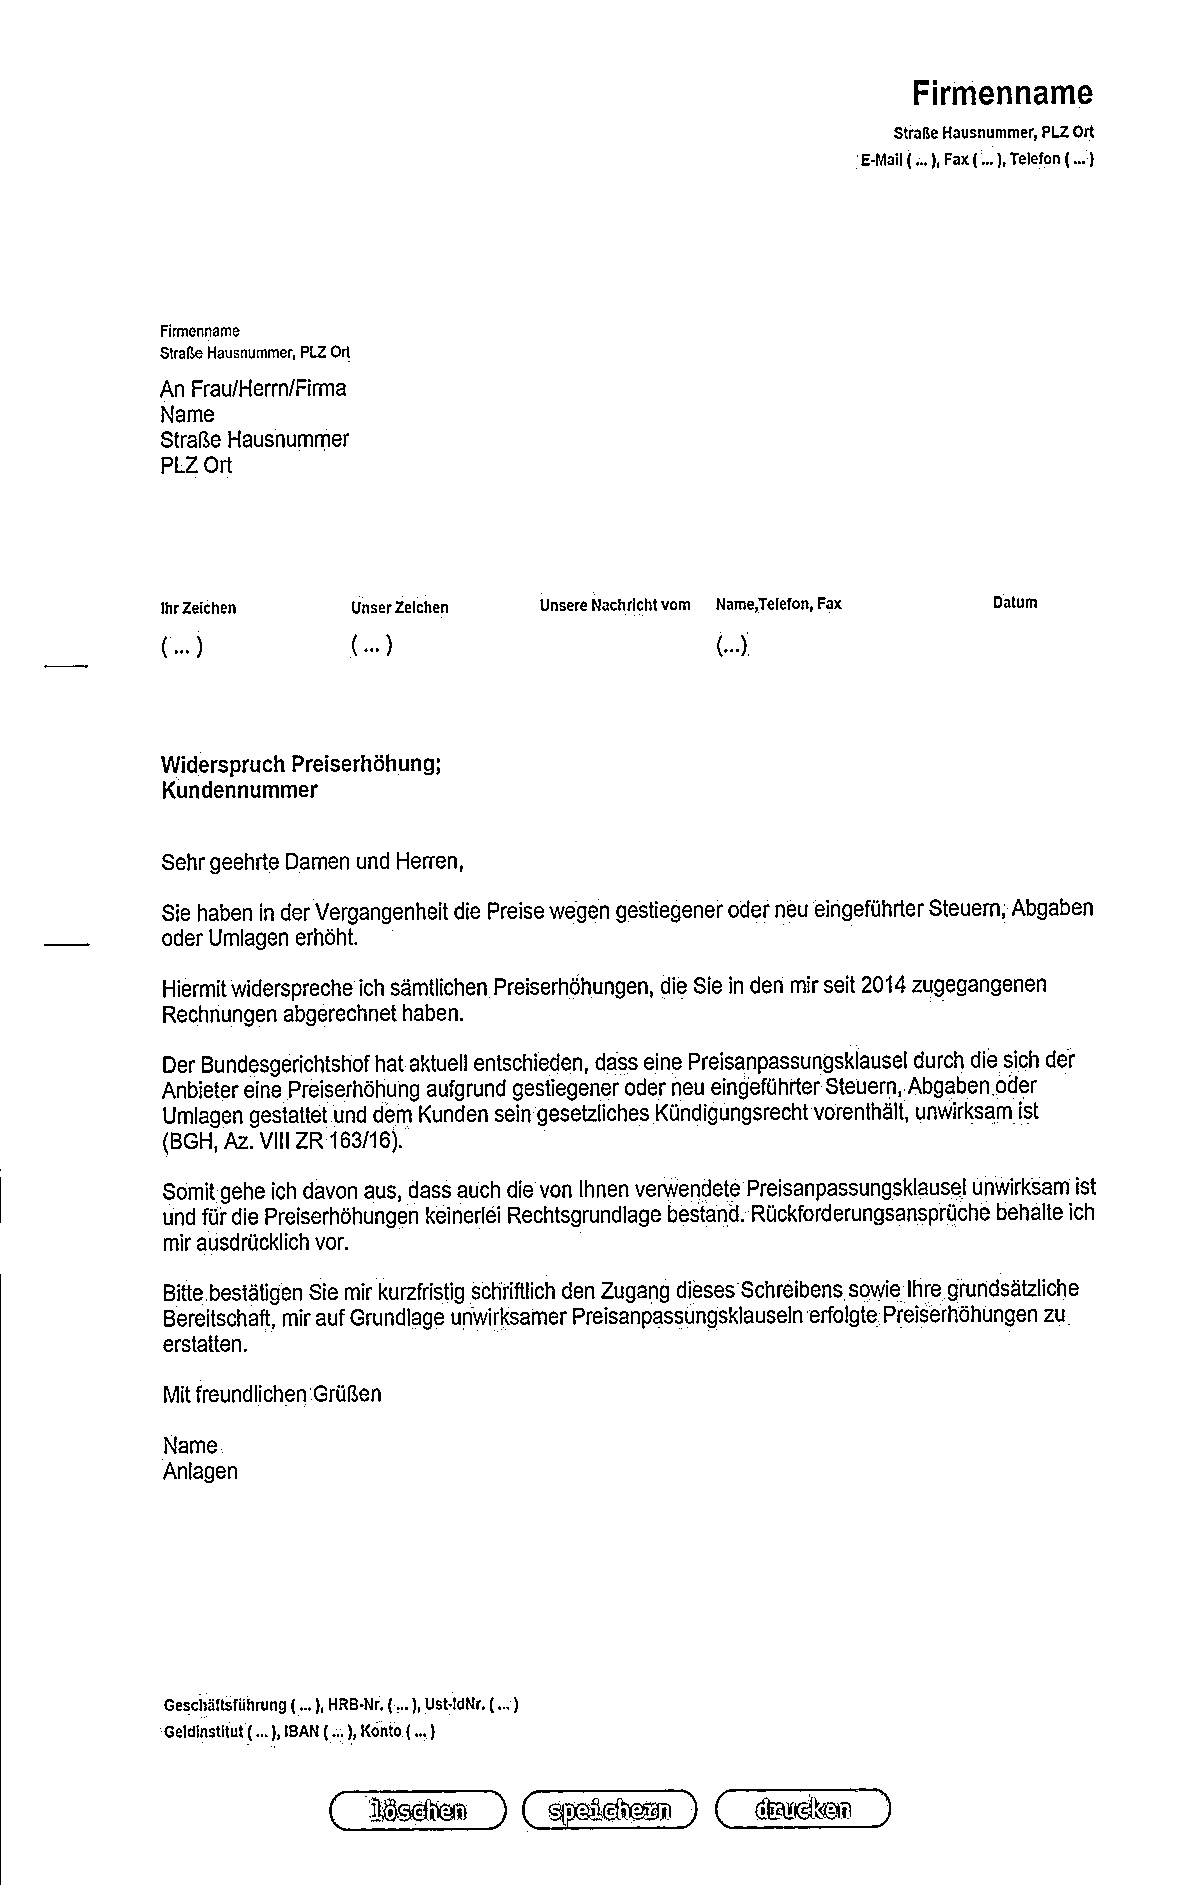 Firmenname
Straße Hausnummer, PLZ Ort
E-Mail ( ... ), Fax ( ... ), Telefon ( ... )
Firmenname
Straße Hausnummer, PLZ Ort
An Frau/Herrn/Firma
Name
Straße Hausnummer
PLZ Ort
Ihr Zeichen Unser Zeichen Unsere Nachricht vom Name,Telefon, Fax Datum
( ... ) ( ... ) (...)
Widerspruch Preiserhöhung;
Kundennummer
Sehr geehrte Damen und Herren,
Sie haben in der Vergangenheit die Preise wegen gestiegener oder neu eingeführter Steuern, Abgaben
oder Umlagen erhöht.
Hiermit widerspreche ich sämtlichen Preiserhöhungen, die Sie in den mir seit 2014 zugegangenen
Rechnungen abgerechnet haben.
Der Bundesgerichtshof hat aktuell entschieden, dass eine Preisanpassungsklausel durch die sich der
Anbieter eine Preiserhöhung aufgrund gestiegener oder neu eingeführter Steuern, Abgaben oder
Umlagen gestattet und dem Kunden sein gesetzliches Kündigungsrecht vorenthält, unwirksam ist
(BGH, Az. VIII ZR 163/16).
Somit gehe ich davon aus, dass auch die von Ihnen verwendete Preisanpassungsklausel unwirksam ist
und für die Preiserhöhungen keinerlei Rechtsgrundlage bestand. Rückforderungsansprüche behalte ich
mir ausdrücklich vor.
Bitte bestätigen Sie mir kurzfristig schriftlich den Zugang dieses Schreibens sowie Ihre grundsätzliche
Bereitschaft, mir auf Grundlage unwirksamer Preisanpassungsklauseln erfolgte Preiserhöhungen zu
erstatten.
Mit freundlichen Grüßen
Name
Anlagen
Geschäftsführung ( ... ), HRB-Nr. ( ... ), Ust-IdNr. ( ... )
Geldinstitut ( ... ), IBAN ( ... ), Konto ( ... )
löschen speichern drucken